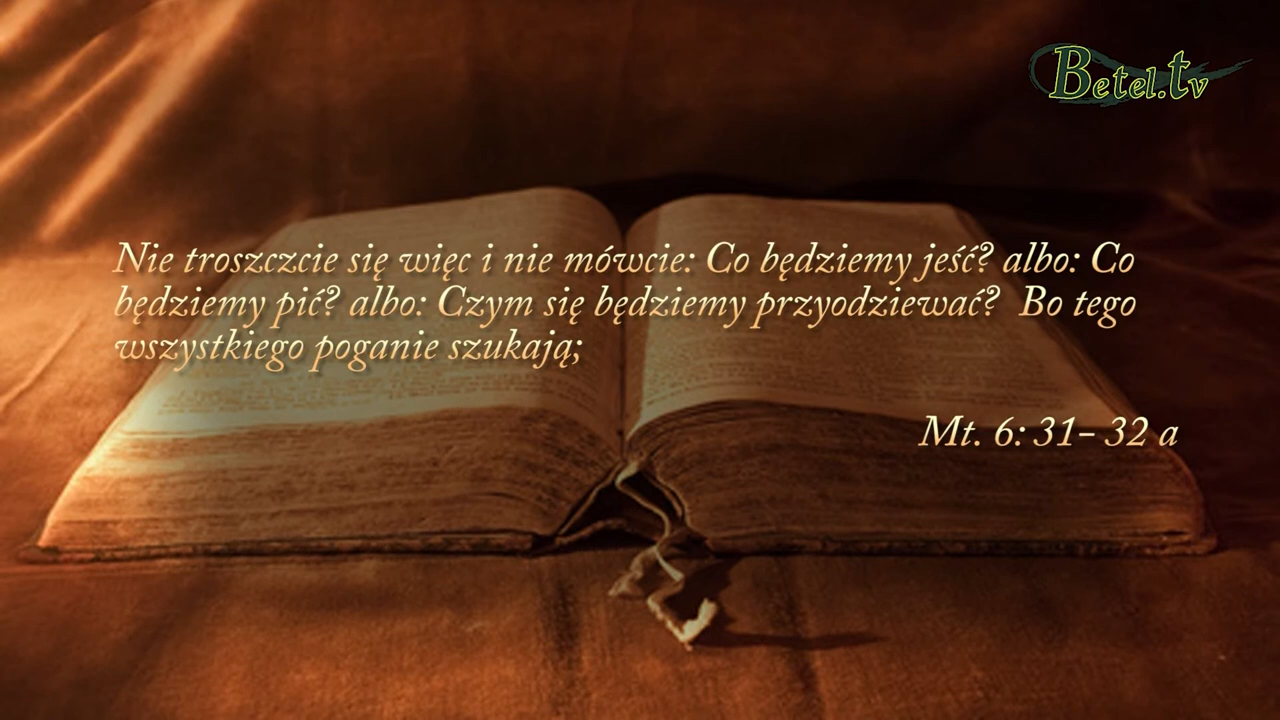 Betel.tv
Nie troszczcie się więc i nie mówcie: Co będziemy jeść? albo: Co
będziemy pić? albo: Czym się będziemy przyodziewać?  Bo tego
wszystkiego poganie szukają;
Mt. 6: 31- 32 a